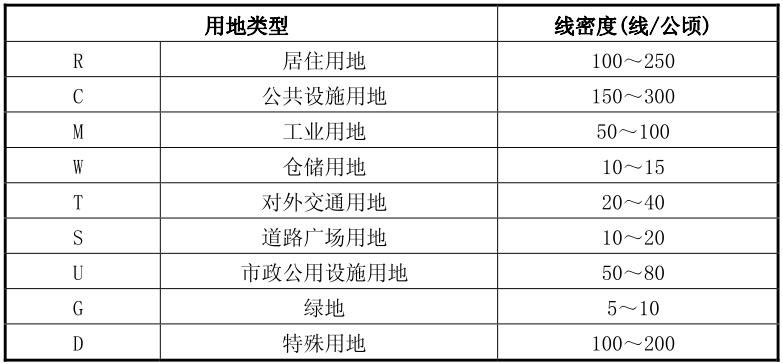 用地类型 线密度(线/公顷)
R 居住用地 100～250
C 公共设施用地 150～300
M 工业用地 50～100
W 仓储用地 10～15
T 对外交通用地 20～40
S 道路广场用地 10～20
U 市政公用设施用地 50～80
G 绿地 5～10
D 特殊用地 100～200